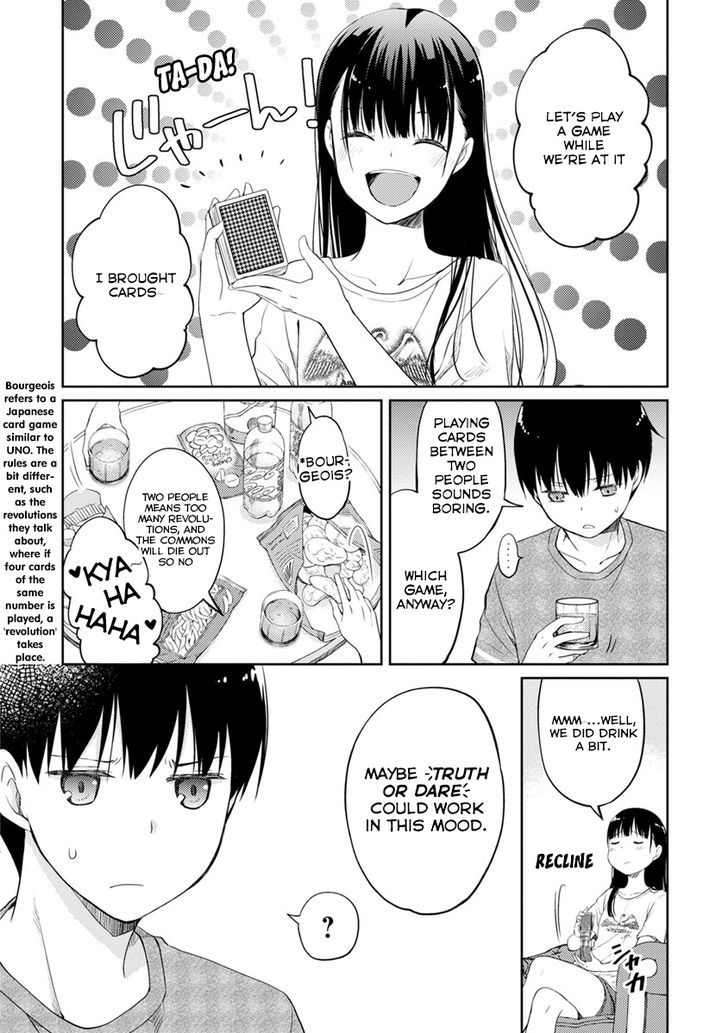 LET'S PLAY
A GAME
WHILE
WE'RE AT IT
TA-DA!
じゃーん!
I BROUGHT
CARDS
PLAYING
CARDS
BETWEEN
TWO
PEOPLE
SOUNDS
BORING.
......
WHICH
GAME,
ANYWAY?
*BOUR-
GEOIS?
TWO PEOPLE
MEANS TOO
MANY REVOLU-
TIONS, AND
THE COMMONS
WILL DIE OUT
SO NO
KYA
HA
HAHA
Bourgeois
refers to a
Japanese
card game
similar to
UNO. The
rules are a
bit differ-
ent, such
as the
revolutions
they talk
about,
where if
four cards
of the
same
number is
played, a
'revolution'
takes
place.
MMM ...WELL,
WE DID DRINK
A BIT.
RECLINE
シャカ
MAYBE TRUTH
OR DARE
COULD WORK
IN THIS MOOD.
?